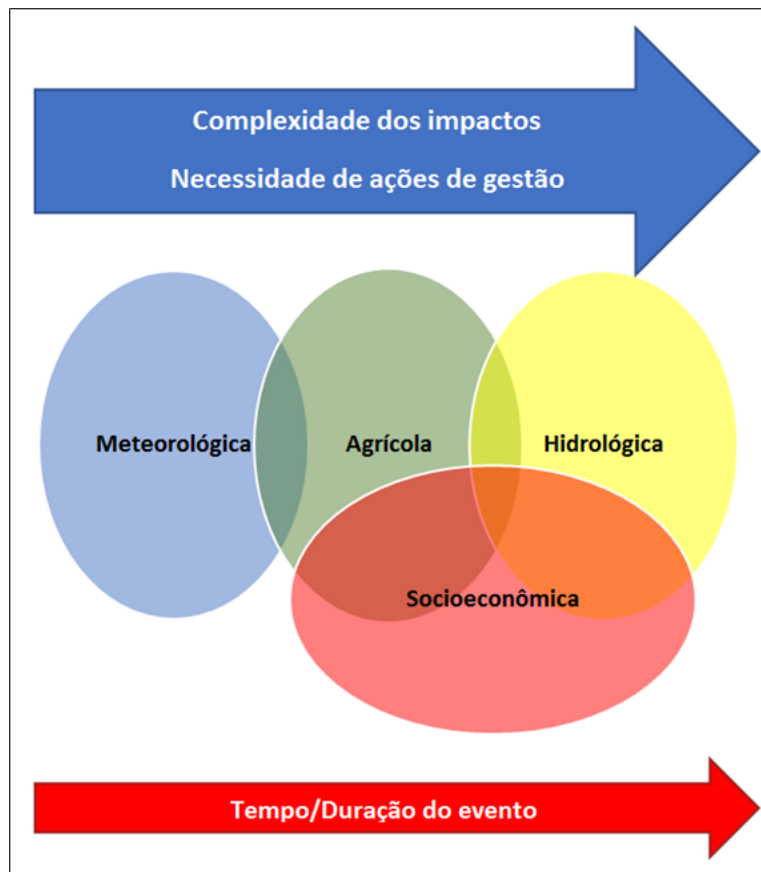 Complexidade dos impactos
Necessidade de ações de gestão
Meteorológica
Agrícola
Hidrológica
Socioeconômica
Tempo/Duração do evento